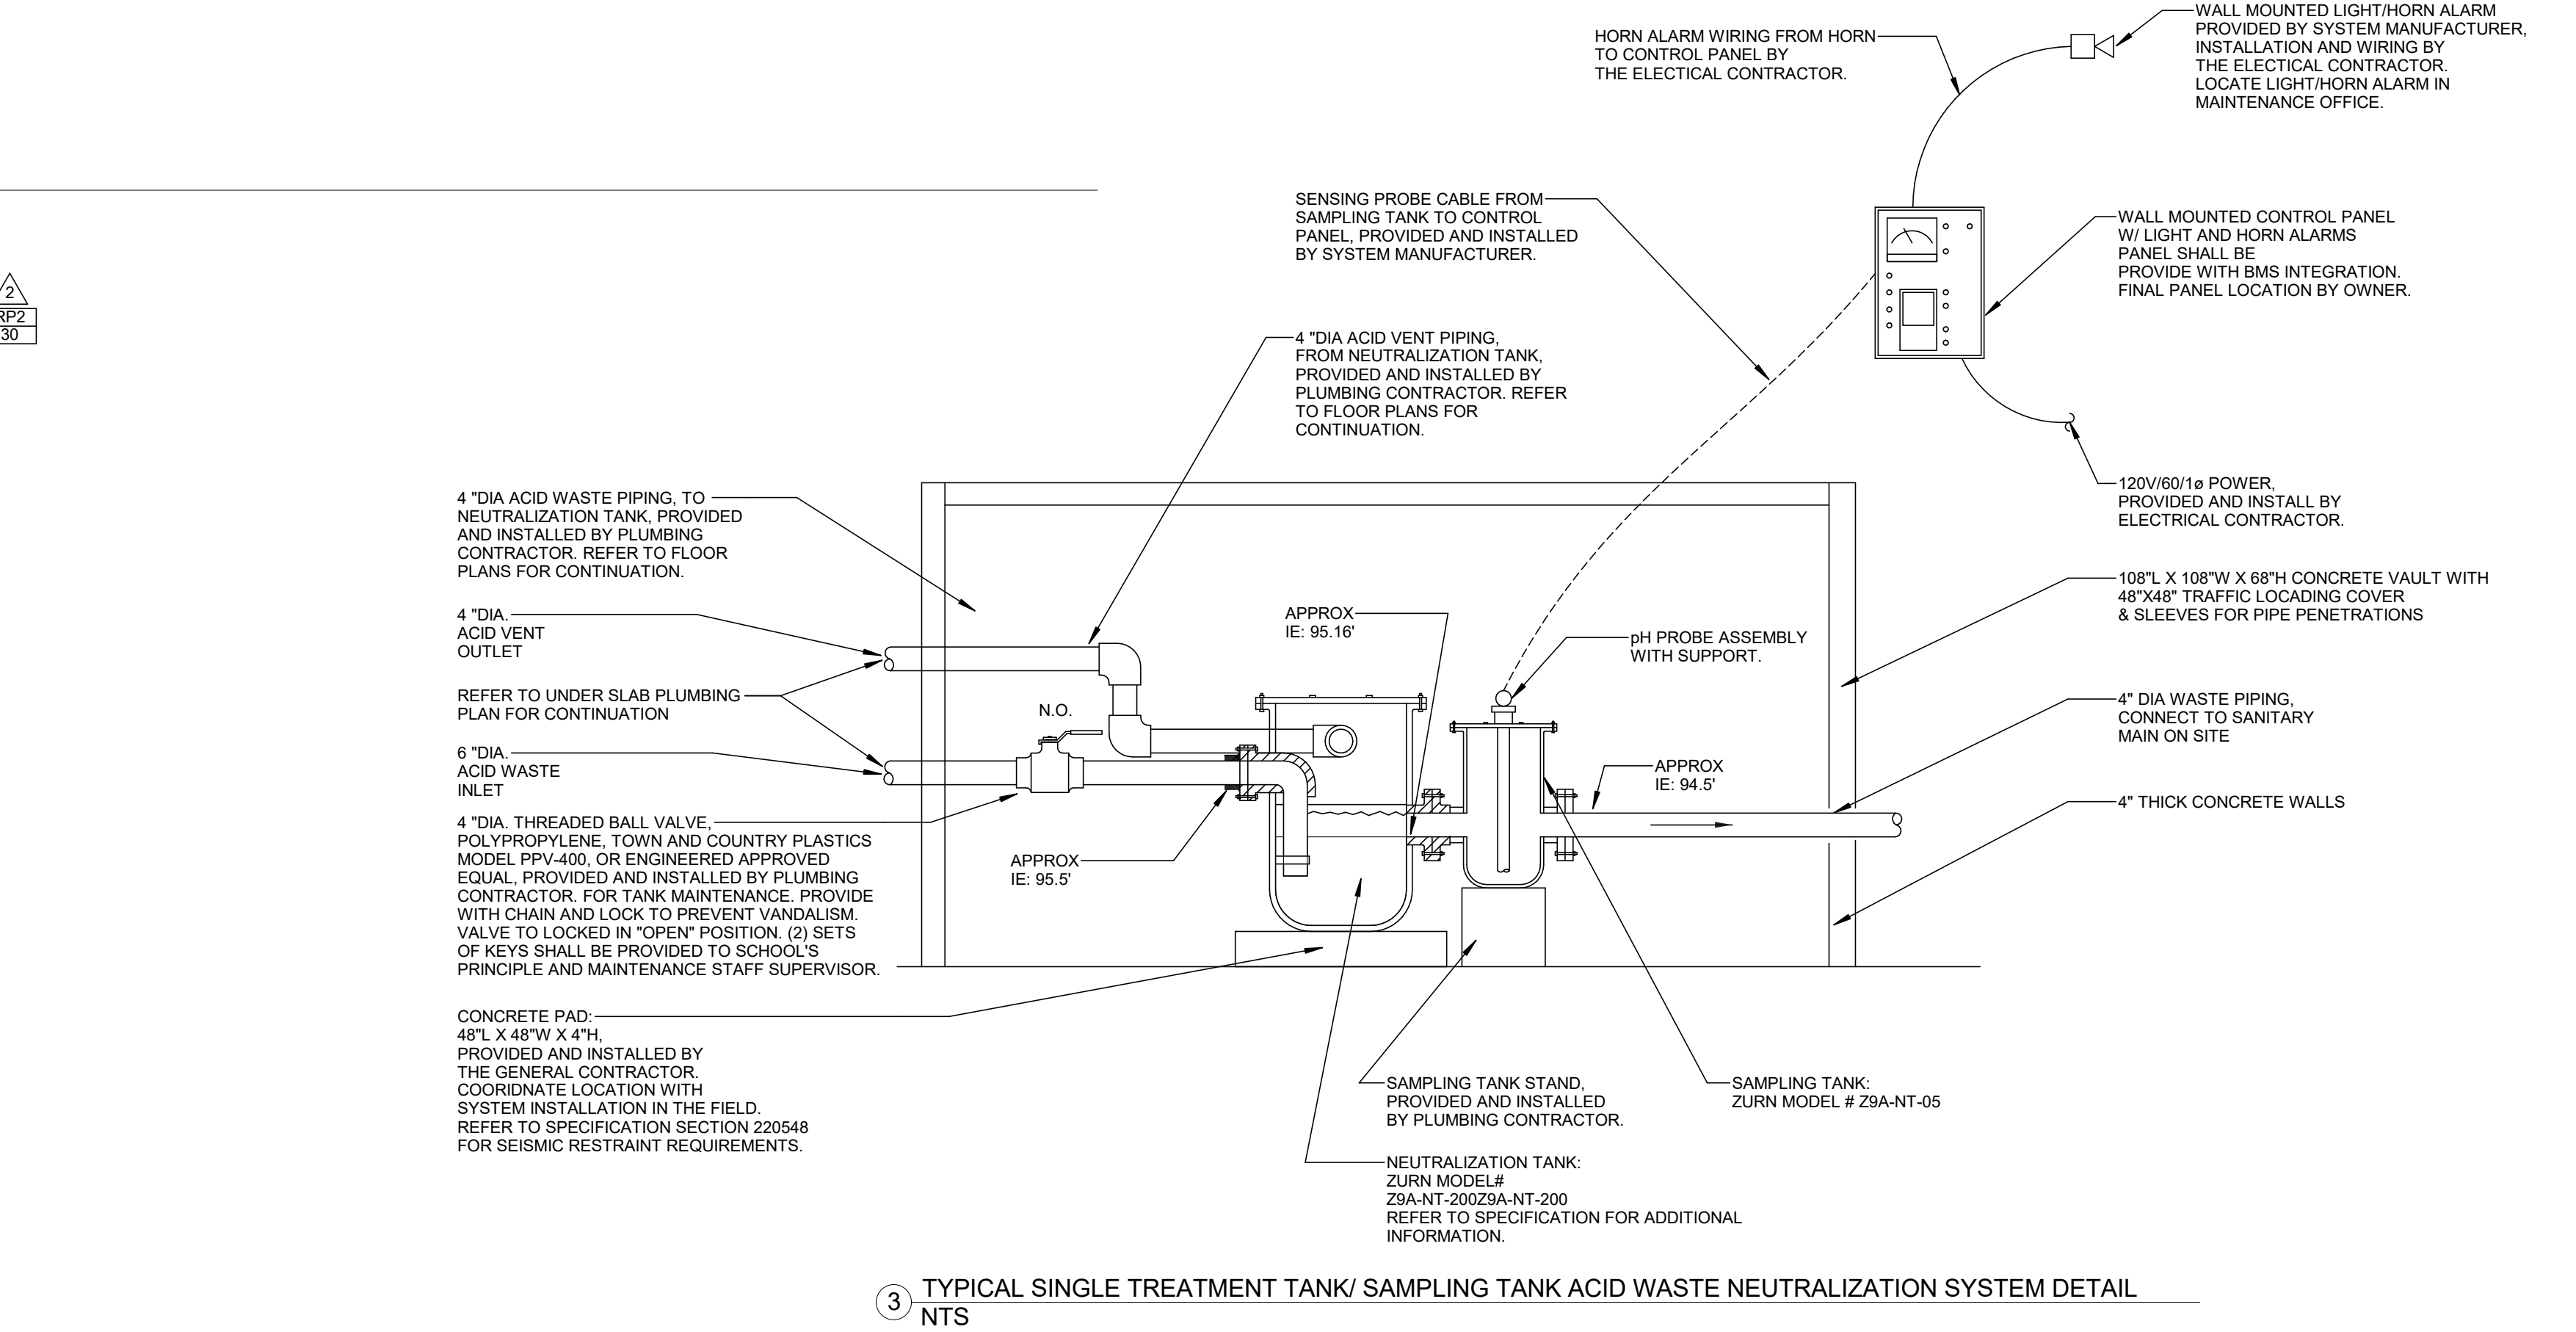 WALL MOUNTED LIGHT/HORN ALARM
PROVIDED BY SYSTEM MANUFACTURER,
INSTALLATION AND WIRING BY
THE ELECTICAL CONTRACTOR.
LOCATE LIGHT/HORN ALARM IN
MAINTENANCE OFFICE.
HORN ALARM WIRING FROM HORN
TO CONTROL PANEL BY
THE ELECTICAL CONTRACTOR.
SENSING PROBE CABLE FROM
SAMPLING TANK TO CONTROL
PANEL, PROVIDED AND INSTALLED
BY SYSTEM MANUFACTURER.
WALL MOUNTED CONTROL PANEL
W/ LIGHT AND HORN ALARMS
PANEL SHALL BE
PROVIDE WITH BMS INTEGRATION.
FINAL PANEL LOCATION BY OWNER.
2
RP2
30
4 "DIA ACID VENT PIPING,
FROM NEUTRALIZATION TANK,
PROVIDED AND INSTALLED BY
PLUMBING CONTRACTOR. REFER
TO FLOOR PLANS FOR
CONTINUATION.
120V/60/1ø POWER,
PROVIDED AND INSTALL BY
ELECTRICAL CONTRACTOR.
4 "DIA ACID WASTE PIPING, TO
NEUTRALIZATION TANK, PROVIDED
AND INSTALLED BY PLUMBING
CONTRACTOR. REFER TO FLOOR
PLANS FOR CONTINUATION.
4 "DIA.
ACID VENT
OUTLET
REFER TO UNDER SLAB PLUMBING
PLAN FOR CONTINUATION
6 "DIA.
ACID WASTE
INLET
4 "DIA. THREADED BALL VALVE,
POLYPROPYLENE, TOWN AND COUNTRY PLASTICS
MODEL PPV-400, OR ENGINEERED APPROVED
EQUAL, PROVIDED AND INSTALLED BY PLUMBING
CONTRACTOR. FOR TANK MAINTENANCE. PROVIDE
WITH CHAIN AND LOCK TO PREVENT VANDALISM.
VALVE TO LOCKED IN "OPEN" POSITION. (2) SETS
OF KEYS SHALL BE PROVIDED TO SCHOOL'S
PRINCIPLE AND MAINTENANCE STAFF SUPERVISOR.
CONCRETE PAD:
48"L X 48"W X 4"H,
PROVIDED AND INSTALLED BY
THE GENERAL CONTRACTOR.
COORIDNATE LOCATION WITH
SYSTEM INSTALLATION IN THE FIELD.
REFER TO SPECIFICATION SECTION 220548
FOR SEISMIC RESTRAINT REQUIREMENTS.
N.O.
APPROX
IE: 95.5'
APPROX
IE: 95.16'
pH PROBE ASSEMBLY
WITH SUPPORT.
APPROX
IE: 94.5'
108"L X 108"W X 68"H CONCRETE VAULT WITH
48"X48" TRAFFIC LOCADING COVER
& SLEEVES FOR PIPE PENETRATIONS
4" DIA WASTE PIPING,
CONNECT TO SANITARY
MAIN ON SITE
4" THICK CONCRETE WALLS
SAMPLING TANK STAND,
PROVIDED AND INSTALLED
BY PLUMBING CONTRACTOR.
SAMPLING TANK:
ZURN MODEL # Z9A-NT-05
NEUTRALIZATION TANK:
ZURN MODEL#
Z9A-NT-200Z9A-NT-200
REFER TO SPECIFICATION FOR ADDITIONAL
INFORMATION.
3 TYPICAL SINGLE TREATMENT TANK/ SAMPLING TANK ACID WASTE NEUTRALIZATION SYSTEM DETAIL
NTS